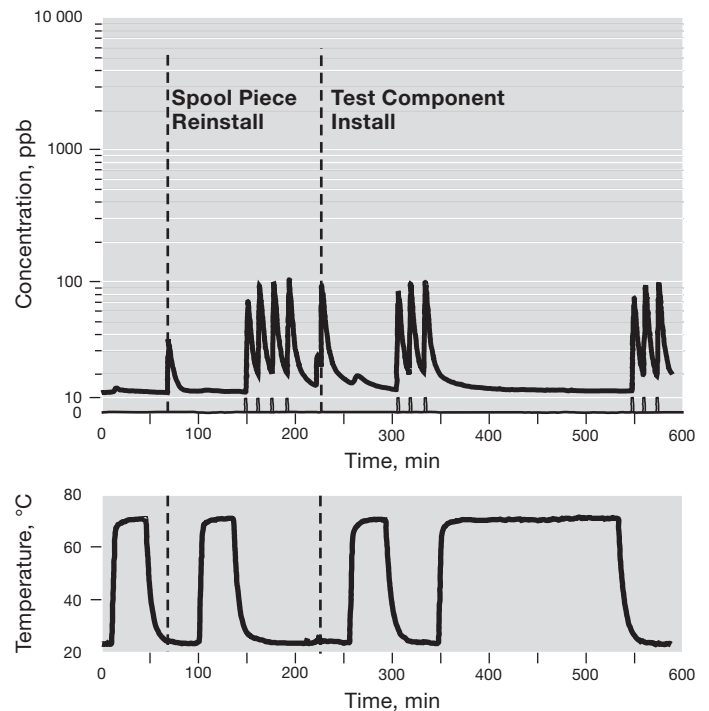 10 000
1000
100
10
0
Concentration, ppb
Spool Piece
Reinstall
Test Component
Install
0 100 200 300 400 500 600
Time, min
80
60
40
20
Temperature, °C
0 100 200 300 400 500 600
Time, min